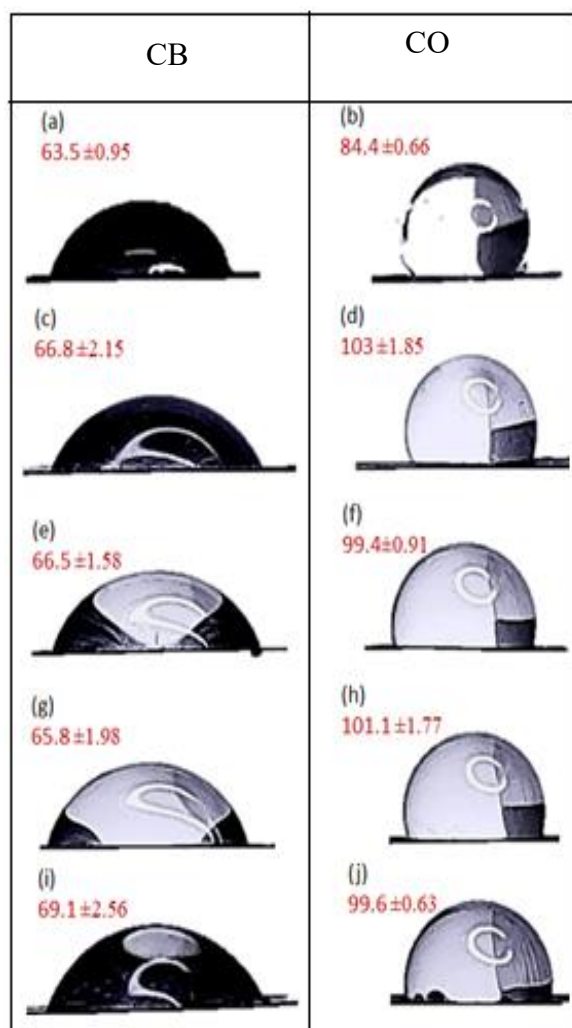 CB
CO
(a)
63.5 ±0.95
(b)
84.4 ±0.66
(c)
66.8 ±2.15
(d)
103 ±1.85
(e)
66.5 ±1.58
(f)
99.4±0.91
(g)
65.8 ±1.98
(h)
101.1 ±1.77
(i)
69.1 ±2.56
(j)
99.6 ±0.63